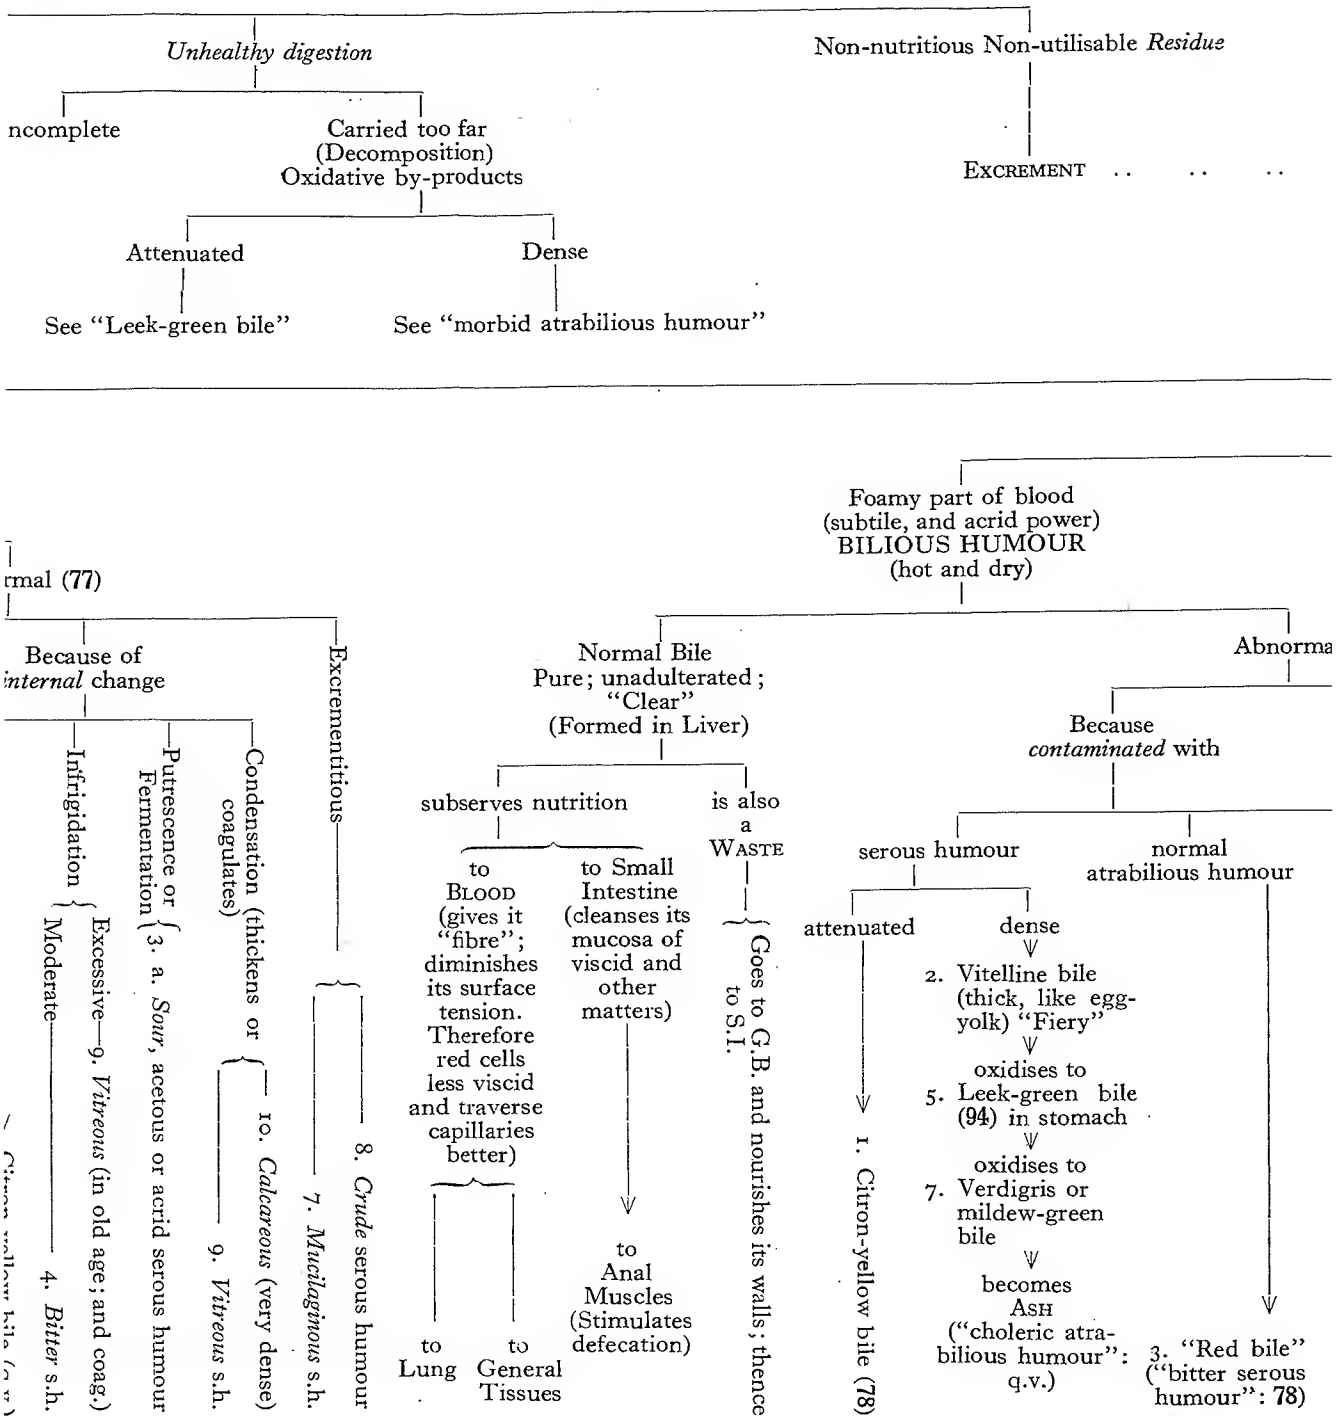 Unhealthy digestion
Non-nutritious Non-utilisable Residue
ncomplete
Carried too far
(Decomposition)
Oxidative by-products
EXCREMENT .. .. ..
Attenuated
Dense
See “Leek-green bile”
See “morbid atrabilious humour”
Foamy part of blood
(subtile, and acrid power)
BILIOUS HUMOUR
(hot and dry)
rmal (77)
Because of
internal change
Excrementitious
Infrigidation
Moderate
4. Bitter s.h.
Excessive—9. Vitreous (in old age; and coag.)
Putrescence or
Fermentation
3. a. Sour, acetous or acrid serous humour
Condensation (thickens or
coagulates)
9. Vitreous s.h.
10. Calcareous (very dense)
7. Mucilaginous s.h.
8. Crude serous humour
Normal Bile
Pure; unadulterated;
“Clear”
(Formed in Liver)
subserves nutrition
is also
a
WASTE
to
BLOOD
(gives it
“fibre”;
diminishes
its surface
tension.
Therefore
red cells
less viscid
and traverse
capillaries
better)
to
Lung
to
General
Tissues
to Small
Intestine
(cleanses its
mucosa of
viscid and
other
matters)
to
Anal
Muscles
(Stimulates
defecation)
Goes to G.B. and nourishes its walls; thence
to S.I.
Abnorma
Because
contaminated with
serous humour
normal
atrabilious humour
attenuated
dense
1. Citron-yellow bile (78)
2. Vitelline bile
(thick, like egg-
yolk) “Fiery”
oxidises to
5. Leek-green bile
(94) in stomach
oxidises to
7. Verdigris or
mildew-green
bile
becomes
ASH
(“choleric atra-
bilious humour”:
q.v.)
3. “Red bile”
(“bitter serous
humour”: 78)